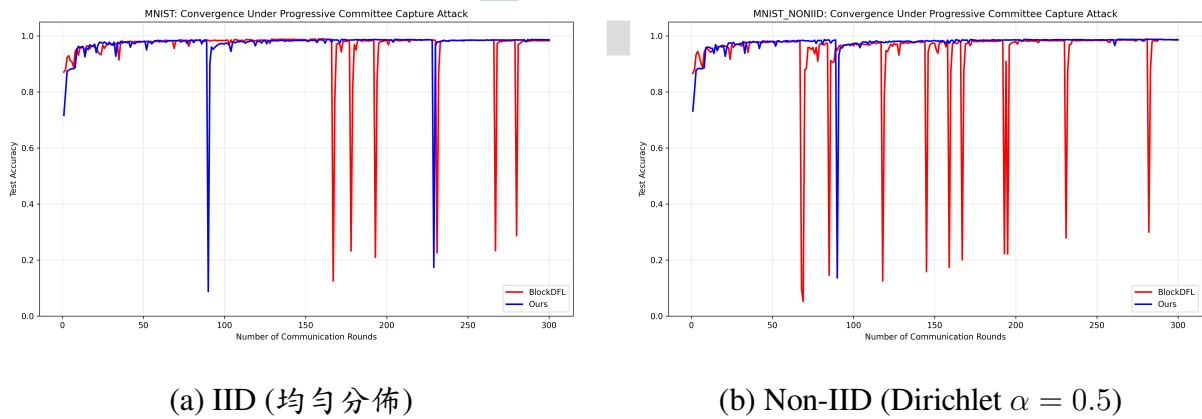 MNIST: Convergence Under Progressive Committee Capture Attack
1.0
0.8
0.6
0.4
0.2
0.0
Test Accuracy
0
50
100
150
200
250
300
Number of Communication Rounds
BlockDFL
Ours
(a) IID (均勻分佈)
MNIST_NONIID: Convergence Under Progressive Committee Capture Attack
1.0
0.8
0.6
0.4
0.2
0.0
Test Accuracy
0
50
100
150
200
250
300
Number of Communication Rounds
BlockDFL
Ours
(b) Non-IID (Dirichlet α = 0.5)